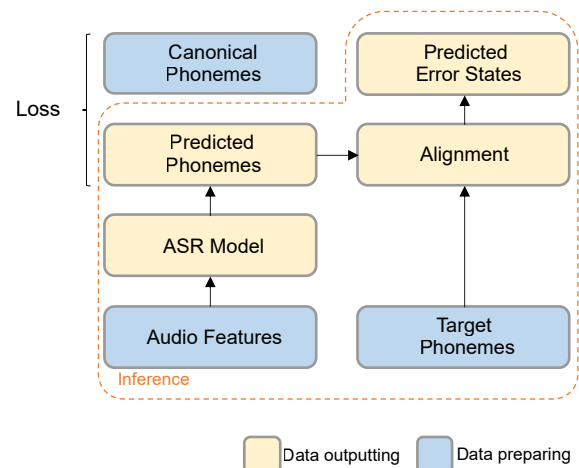 Canonical
Phonemes
Predicted
Error States
Loss
Predicted
Phonemes
Alignment
ASR Model
Audio Features
Target
Phonemes
Inference
Data outputting
Data preparing